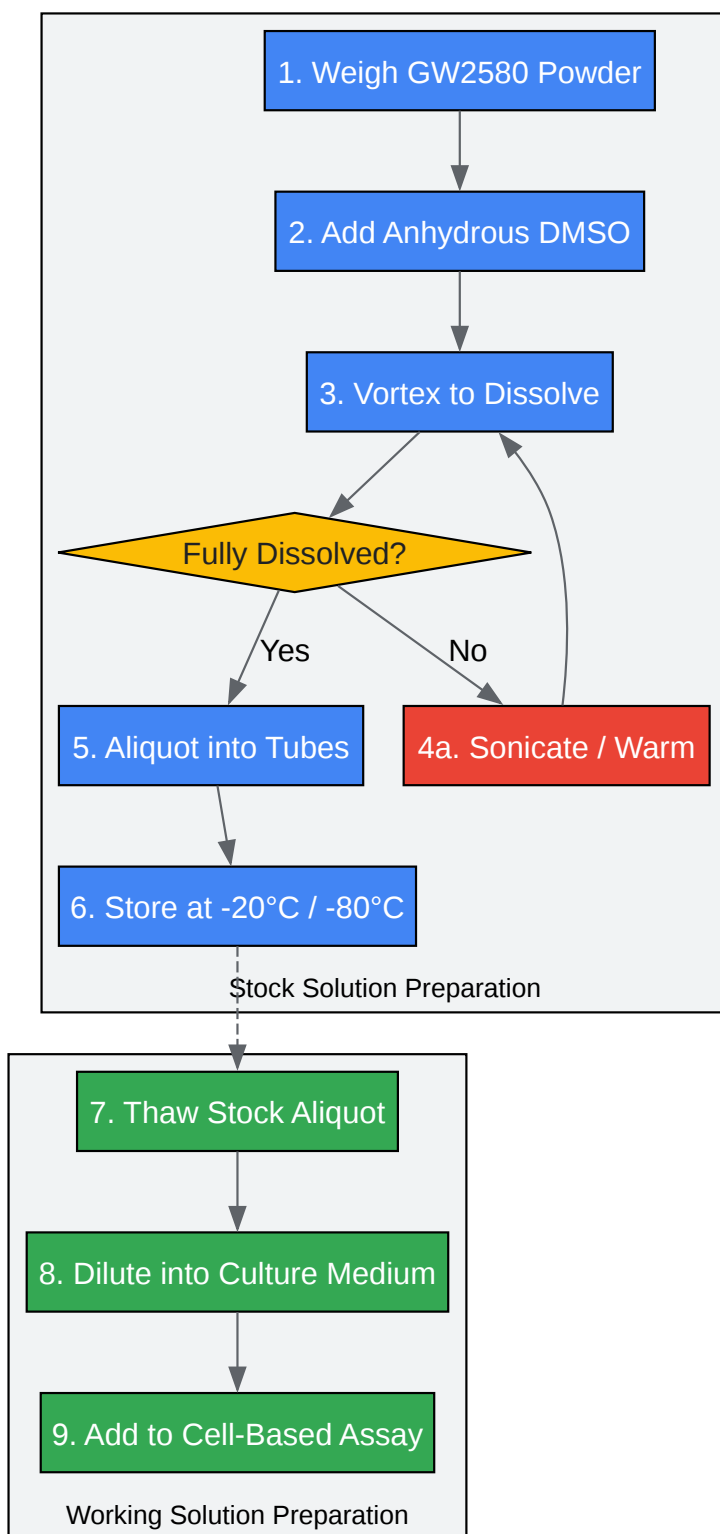 1. Weigh GW2580 Powder
2. Add Anhydrous DMSO
3. Vortex to Dissolve
Fully Dissolved?
Yes
No
5. Aliquot into Tubes
4a. Sonicate / Warm
6. Store at -20°C / -80°C
Stock Solution Preparation
7. Thaw Stock Aliquot
8. Dilute into Culture Medium
9. Add to Cell-Based Assay
Working Solution Preparation